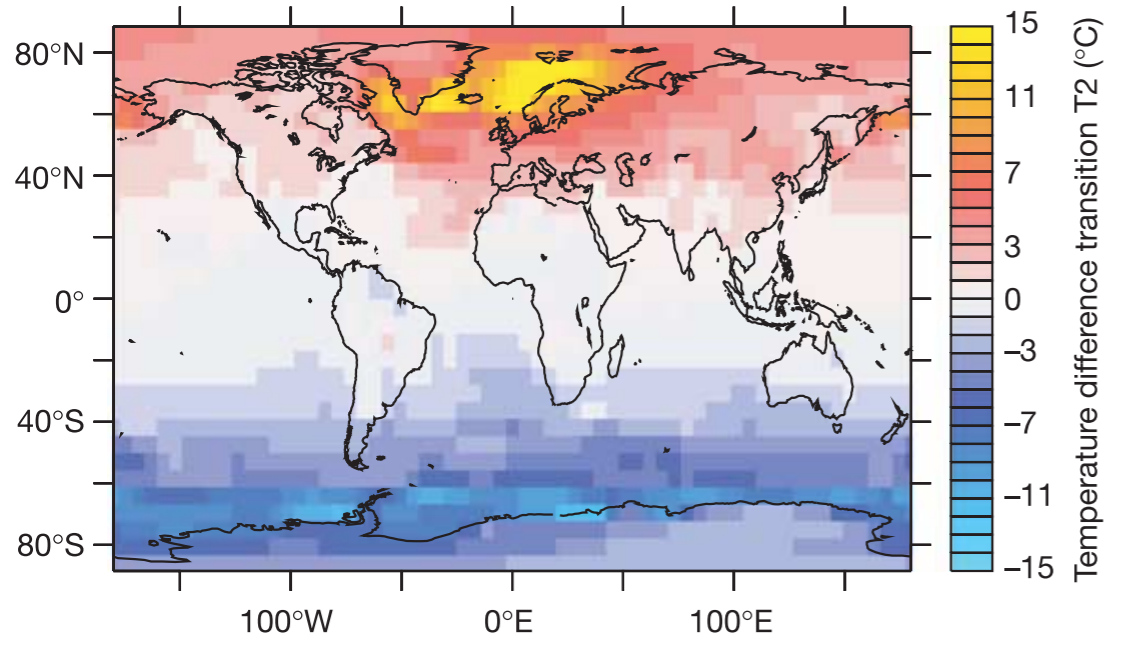 80°N
40°N
0°
40°S
80°S
100°W
0°E
100°E
15
11
7
3
0
–3
–7
–11
–15
Temperature difference transition T2 (°C)